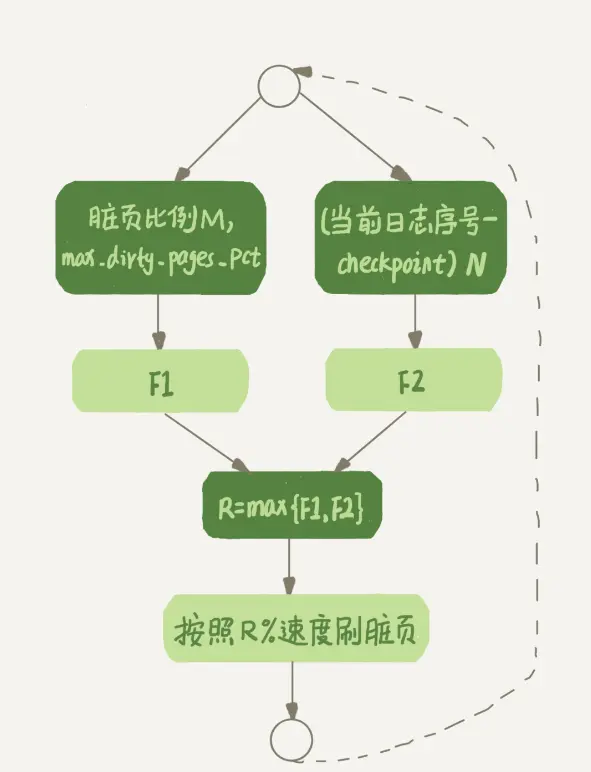 脏页比例M,
max_dirty_pages_pct
(当前日志序号-
checkpoint) N
F1
F2
R=max{F1,F2}
按照R%速度刷脏页